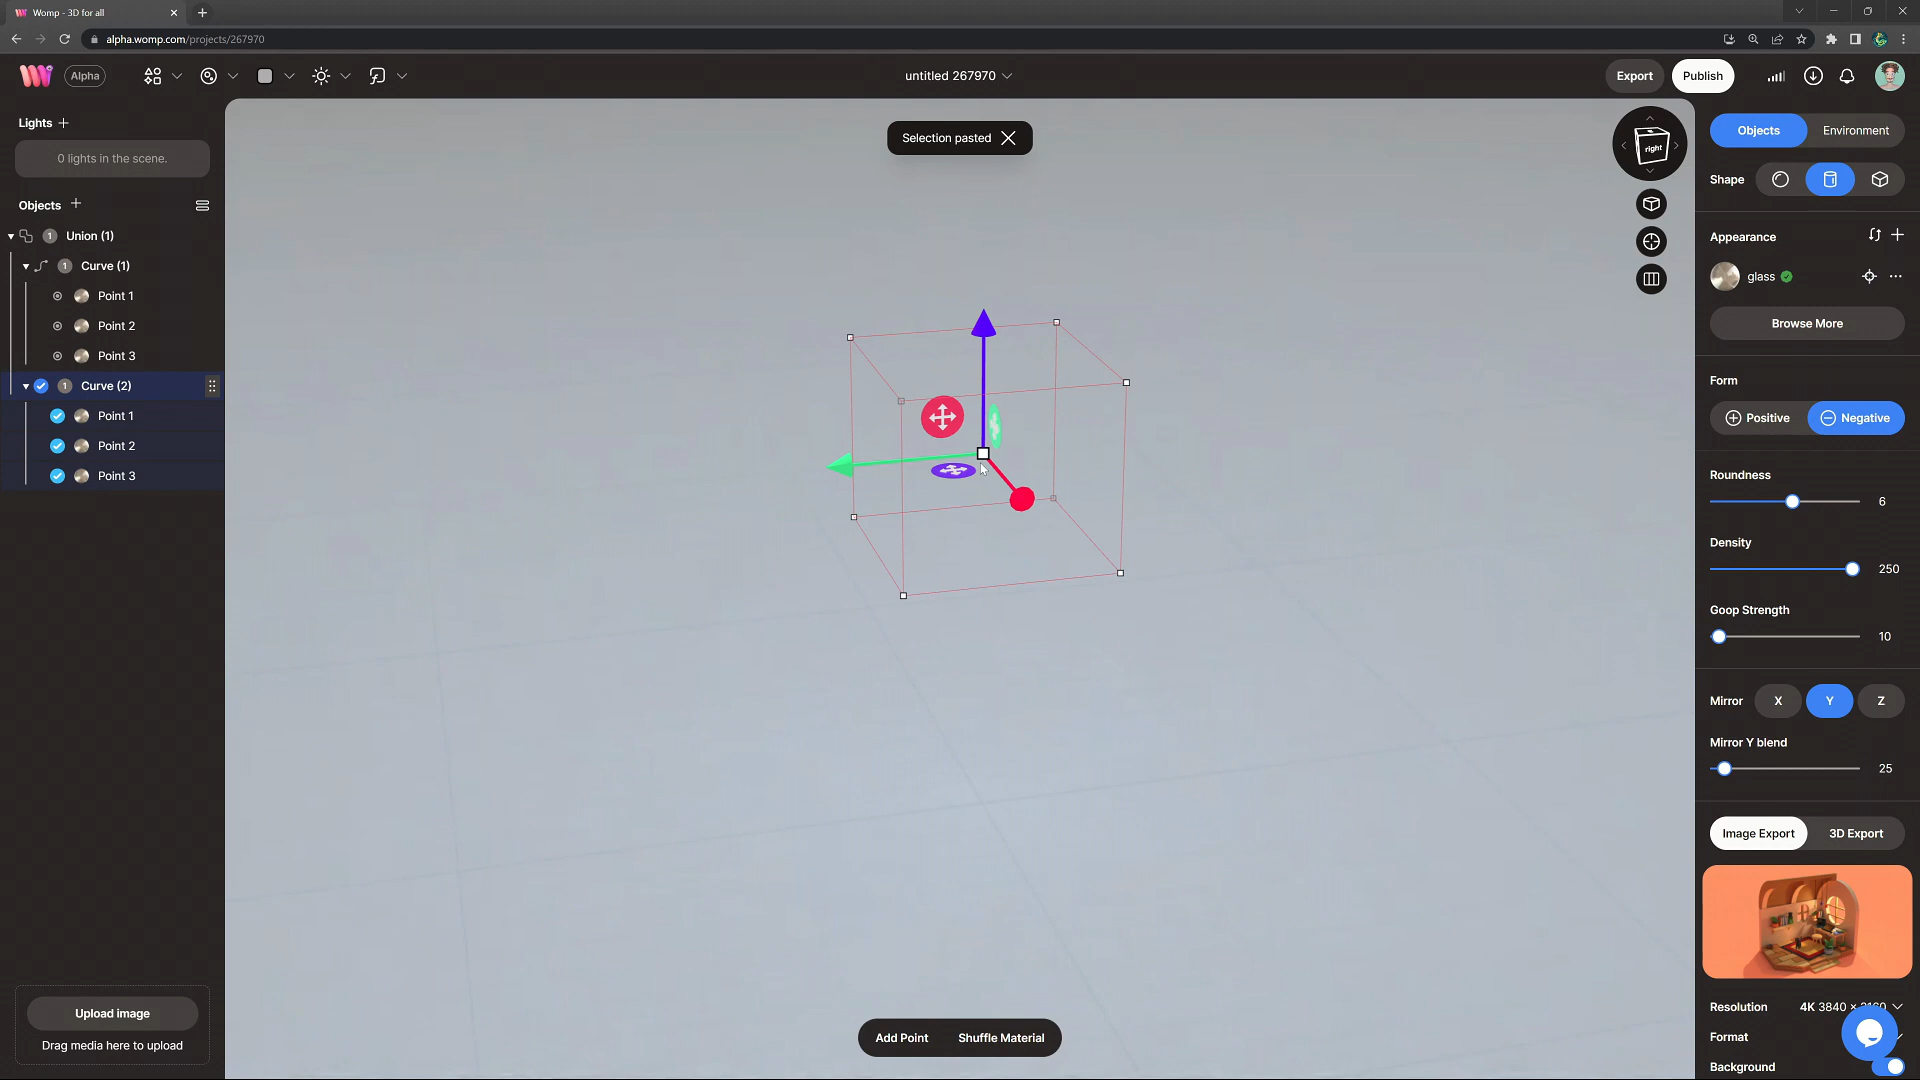 Womp - 3D for all
alpha.womp.com/projects/267970
Alpha
untitled 267970
Export
Publish
Lights
0 lights in the scene.
Objects
Union (1)
1
Curve (1)
1
Point 1
Point 2
Point 3
1
Curve (2)
Point 1
Point 2
Point 3
Upload image
Drag media here to upload
Selection pasted
right
Add Point
Shuffle Material
Objects
Environment
Shape
Appearance
glass
Browse More
Form
Positive
Negative
Roundness
6
Density
250
Goop Strength
10
Mirror
X
Y
Z
Mirror Y blend
25
Image Export
3D Export
Resolution
4K 3840 × 2160
Format
Background